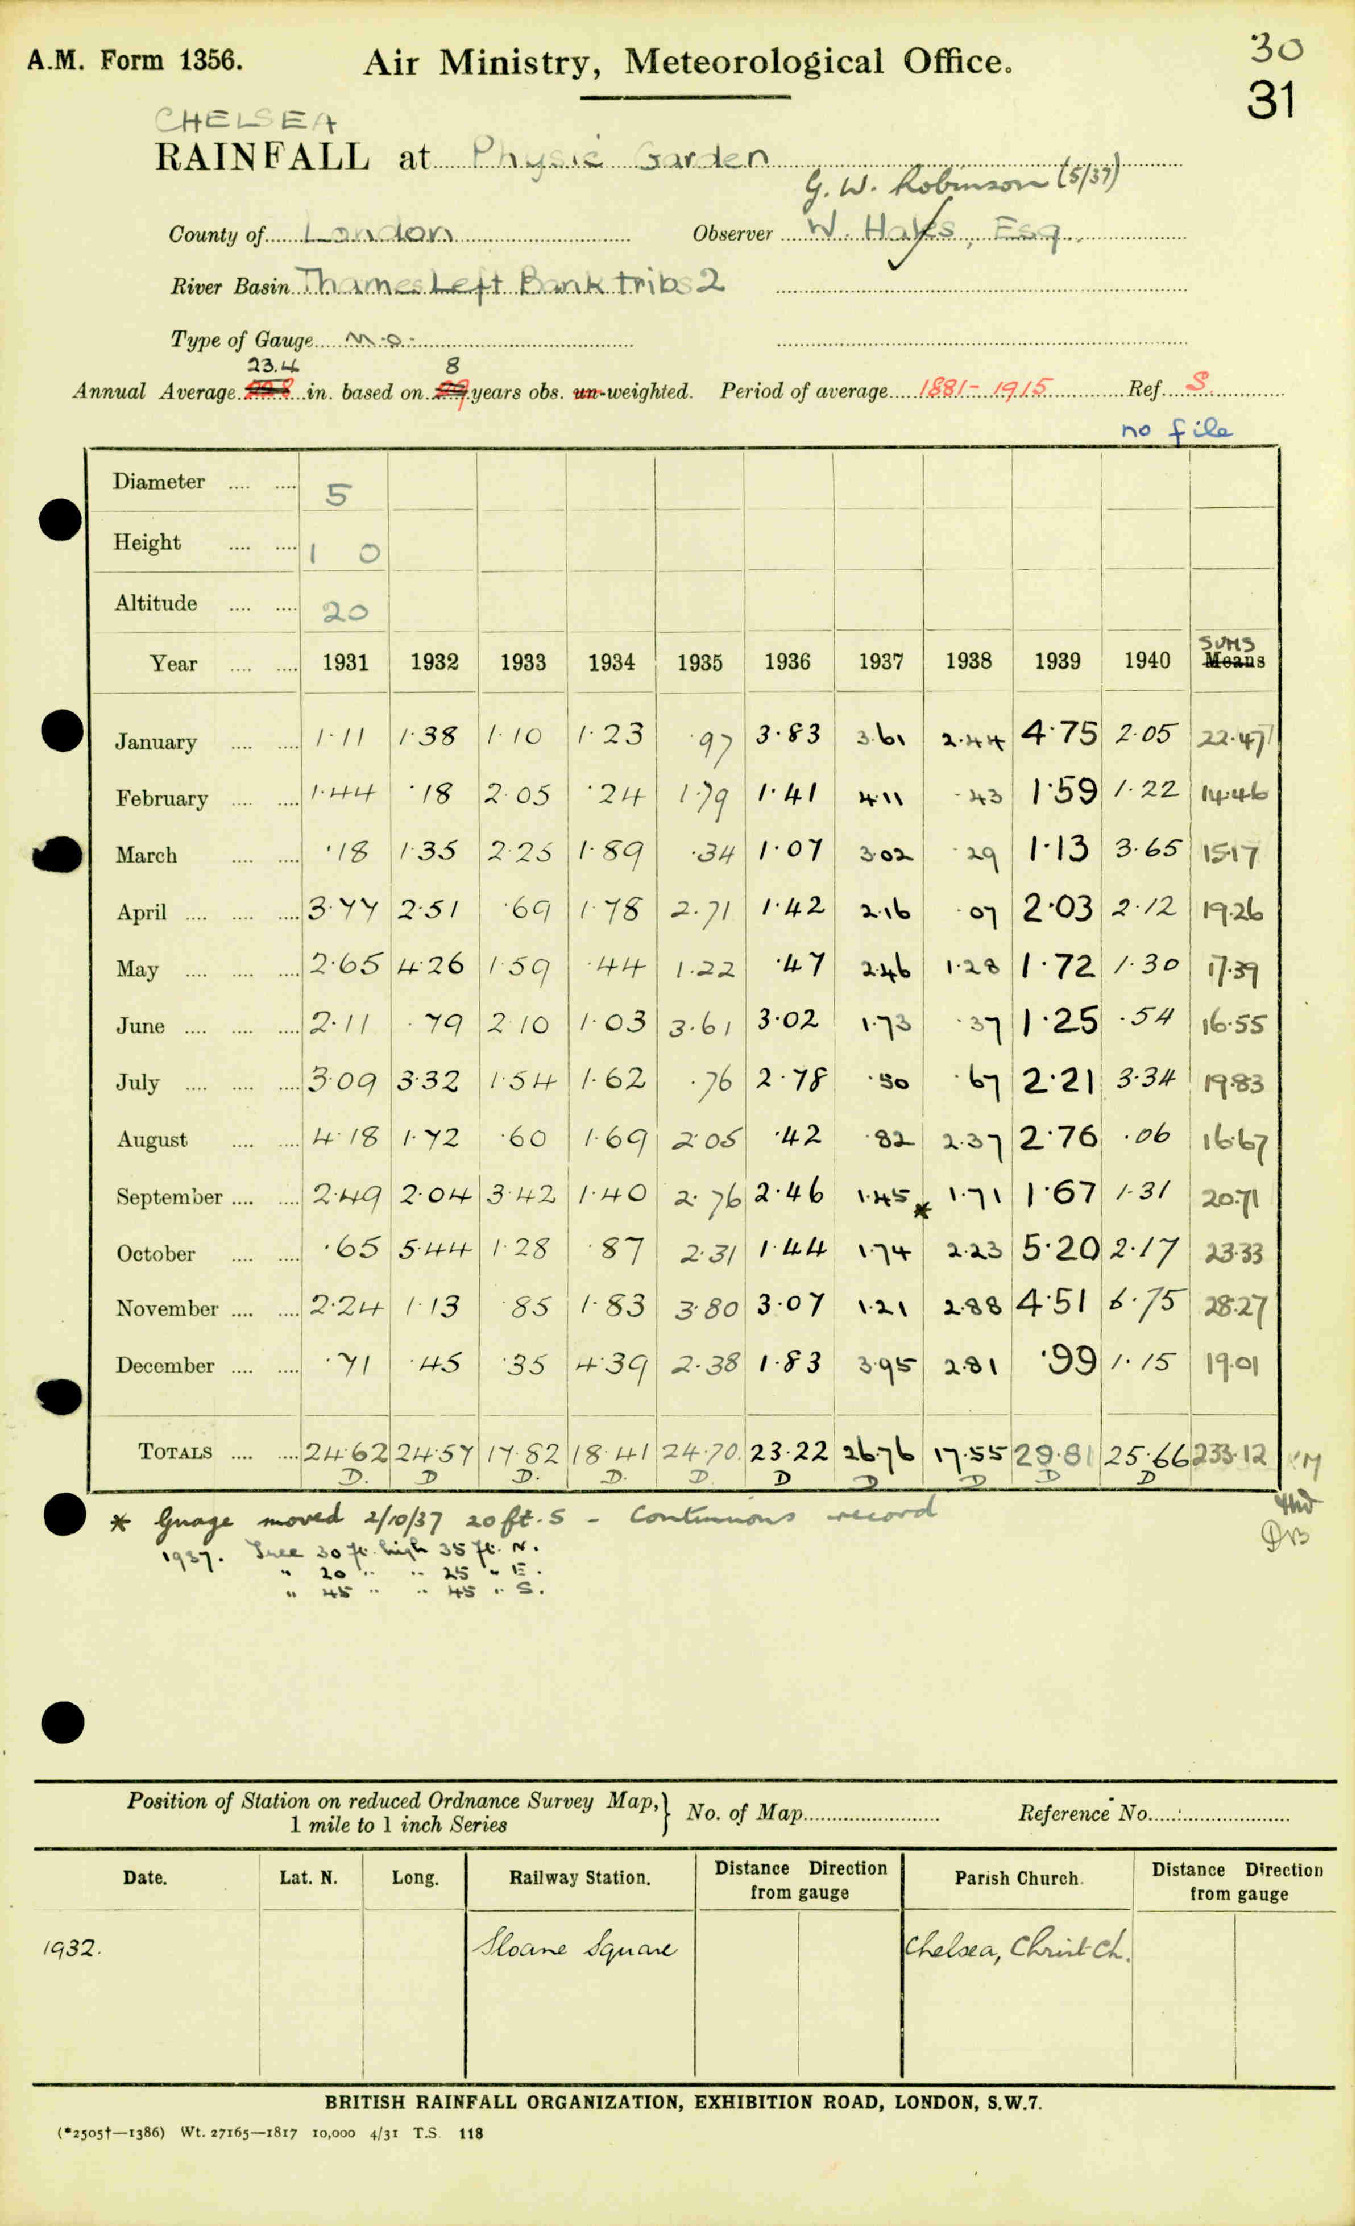 30
A.M. Form 1356. Air Ministry, Meteorological Office.
31
CHELSEA
RAINFALL at Physic Garden
G. W. Robinson (5/37)
County of London Observer W. Hales, Esq.
River Basin Thames Left Bank tribs 2
Type of Gauge M.O.
23.4 8
Annual Average 22.8 in. based on 29 years obs. un-weighted. Period of average 1881-1915 Ref. S.
no file
Diameter 5
Height 1 0
Altitude 20
SUMS
Year 1931 1932 1933 1934 1935 1936 1937 1938 1939 1940 Means
January 1.11 1.38 1.10 1.23 .97 3.83 3.61 2.44 4.75 2.05 22.47
February 1.44 .18 2.05 .24 1.79 1.41 4.11 .43 1.59 1.22 14.46
March .18 1.35 2.25 1.89 .34 1.07 3.02 .29 1.13 3.65 15.17
April 3.77 2.51 .69 1.78 2.71 1.42 2.16 .07 2.03 2.12 19.26
May 2.65 4.26 1.59 .44 1.22 .47 2.46 1.28 1.72 1.30 17.39
June 2.11 .79 2.10 1.03 3.61 3.02 1.73 .37 1.25 .54 16.55
July 3.09 3.32 1.54 1.62 .76 2.78 .50 .67 2.21 3.34 19.83
August 4.18 1.72 .60 1.69 2.05 .42 .82 2.37 2.76 .06 16.67
September 2.49 2.04 3.42 1.40 2.76 2.46 1.45 * 1.71 1.67 1.31 20.71
October .65 5.44 1.28 .87 2.31 1.44 1.74 2.23 5.20 2.17 23.33
November 2.24 1.13 .85 1.83 3.80 3.07 1.21 2.88 4.51 6.75 28.27
December .71 .45 .35 4.39 2.38 1.83 3.95 2.81 .99 1.15 19.01
TOTALS 24.62 24.57 17.82 18.41 24.70 23.22 26.76 17.55 29.81 25.66 233.12
D. D D. D. D. D D D D D
* Guage moved 2/10/37 20 ft. S - Continuous record
1937. Tree 30 ft. high 35 ft. N.
" 20 " " 25 " E.
" 45 " " 45 " S.
DB
Position of Station on reduced Ordnance Survey Map, } No. of Map Reference No.
1 mile to 1 inch Series
Date. Lat. N. Long. Railway Station. Distance Direction from gauge Parish Church. Distance Direction from gauge
1932. Sloane Square Chelsea, Christ Ch.
BRITISH RAINFALL ORGANIZATION, EXHIBITION ROAD, LONDON, S.W.7.
(*2505†—1386) Wt. 27165—1817 10,000 4/31 T.S. 118